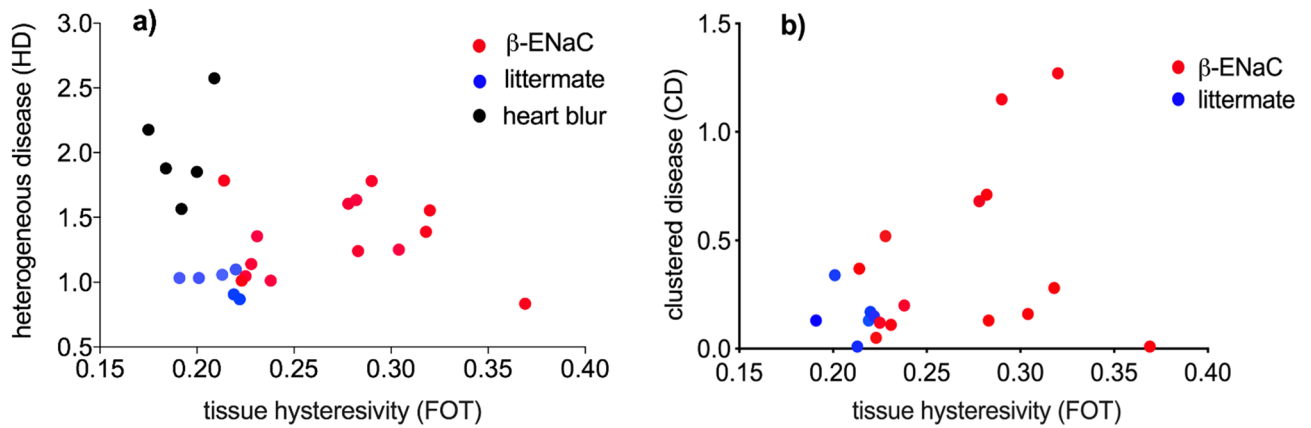 a)
heterogeneous disease (HD)
3.0
2.5
2.0
1.5
1.0
0.5
β-ENaC
littermate
heart blur
0.15
0.20
0.25
0.30
0.35
0.40
tissue hysteresivity (FOT)
b)
clustered disease (CD)
1.5
1.0
0.5
0.0
β-ENaC
littermate
0.15
0.20
0.25
0.30
0.35
0.40
tissue hysteresivity (FOT)